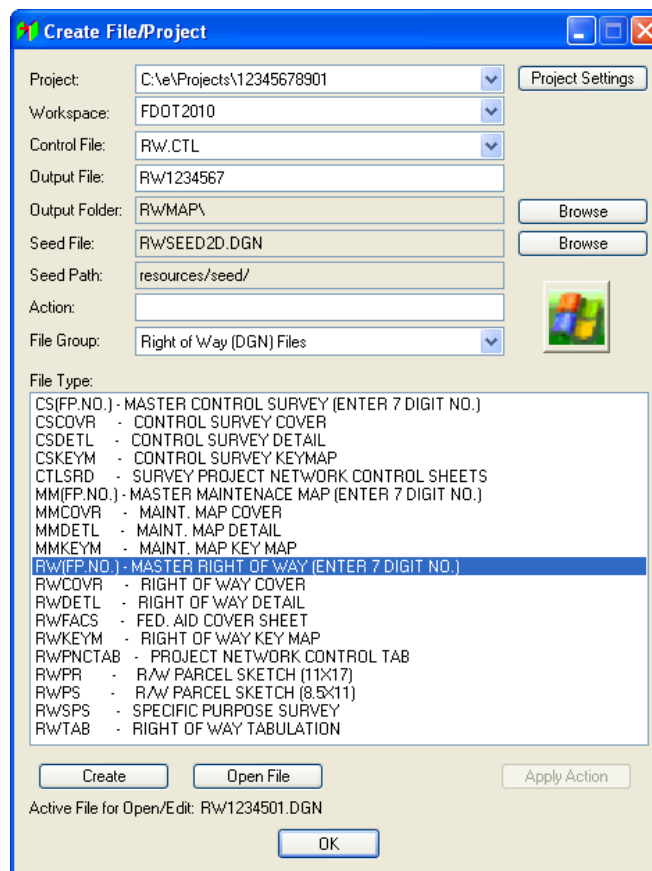 Create File/Project
Project: C:\e\Projects\12345678901 Project Settings
Workspace: FDOT2010
Control File: RW.CTL
Output File: RW1234567
Output Folder: RWMAP\ Browse
Seed File: RWSEED2D.DGN Browse
Seed Path: resources/seed/
Action:
File Group: Right of Way (DGN) Files
File Type:
CS(FP.NO.) - MASTER CONTROL SURVEY (ENTER 7 DIGIT NO.)
CSCOVR - CONTROL SURVEY COVER
CSDETL - CONTROL SURVEY DETAIL
CSKEYM - CONTROL SURVEY KEYMAP
CTLSRD - SURVEY PROJECT NETWORK CONTROL SHEETS
MM(FP.NO.) - MASTER MAINTENACE MAP (ENTER 7 DIGIT NO.)
MMCOVR - MAINT. MAP COVER
MMDETL - MAINT. MAP DETAIL
MMKEYM - MAINT. MAP KEY MAP
RW(FP.NO.) - MASTER RIGHT OF WAY (ENTER 7 DIGIT NO.)
RWCOVR - RIGHT OF WAY COVER
RWDETL - RIGHT OF WAY DETAIL
RWFACS - FED. AID COVER SHEET
RWKEYM - RIGHT OF WAY KEY MAP
RWPNCTAB - PROJECT NETWORK CONTROL TAB
RWPR - R/W PARCEL SKETCH (11X17)
RWPS - R/W PARCEL SKETCH (8.5X11)
RWSPS - SPECIFIC PURPOSE SURVEY
RWTAB - RIGHT OF WAY TABULATION
Create Open File Apply Action
Active File for Open/Edit: RW1234501.DGN
OK